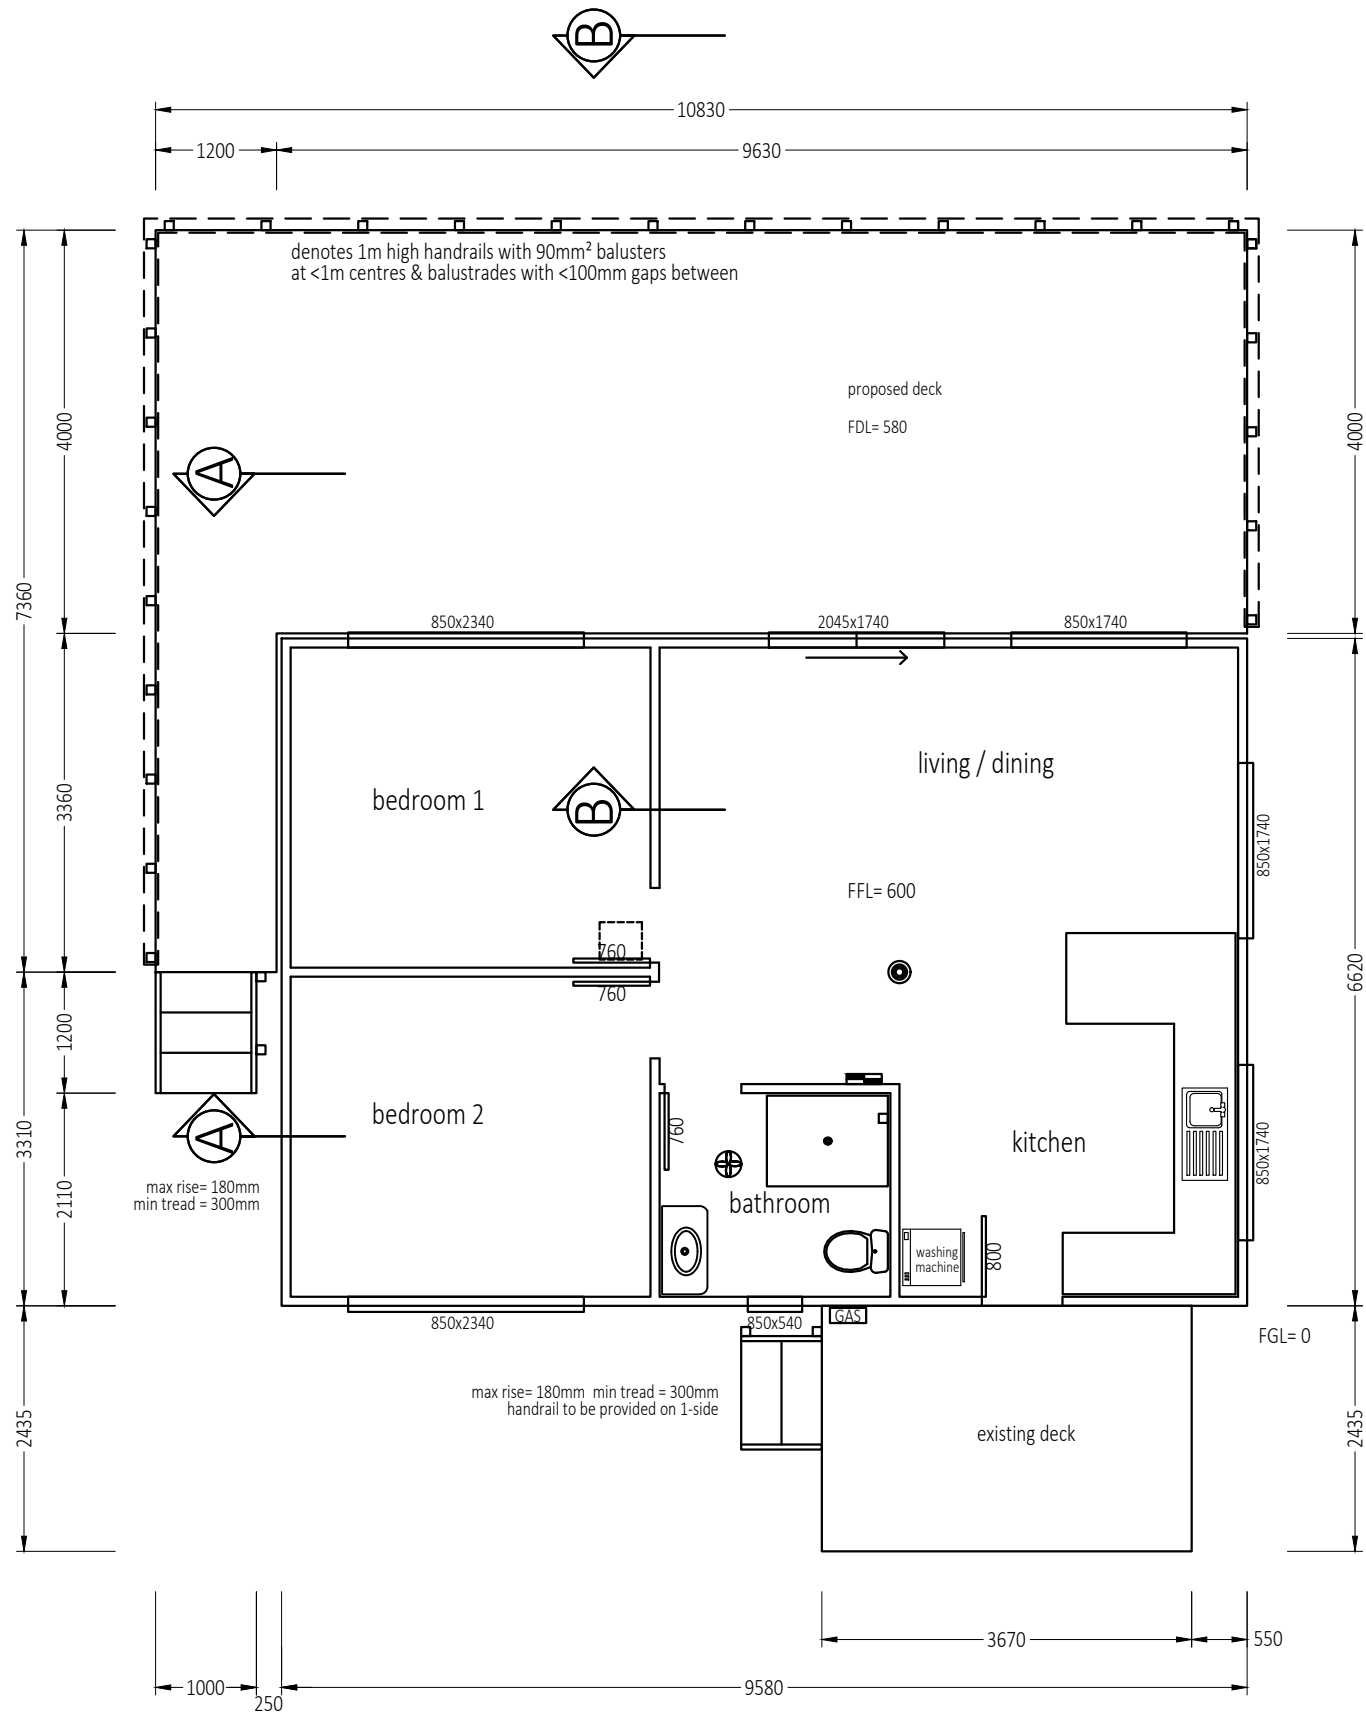 B
10830
1200
9630
denotes 1m high handrails with 90mm² balusters
at <1m centres & balustrades with <100mm gaps between
proposed deck
FDL= 580
4000
4000
A
7360
850x2340
2045x1740
850x1740
living / dining
bedroom 1
B
3360
850x1740
FFL= 600
760
760
6620
1200
bedroom 2
A
760
kitchen
850x1740
3310
max rise= 180mm
min tread = 300mm
2110
bathroom
washing
machine
800
850x2340
850x540
GAS
FGL= 0
max rise= 180mm min tread = 300mm
handrail to be provided on 1-side
existing deck
2435
2435
3670
550
1000
250
9580